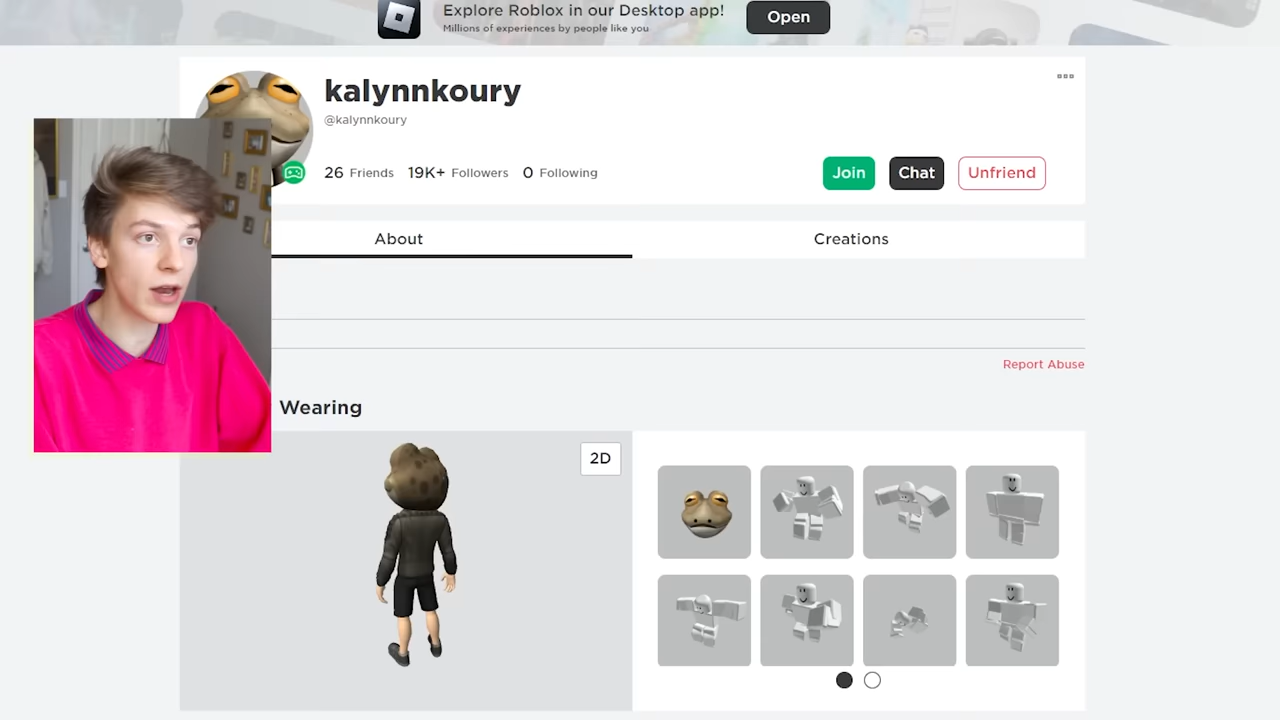 Explore Roblox in our Desktop app!
Millions of experiences by people like you
Open
kalynnkoury
@kalynnkoury
26 Friends 19K+ Followers 0 Following
Join Chat Unfriend
About Creations
Report Abuse
Wearing
2D